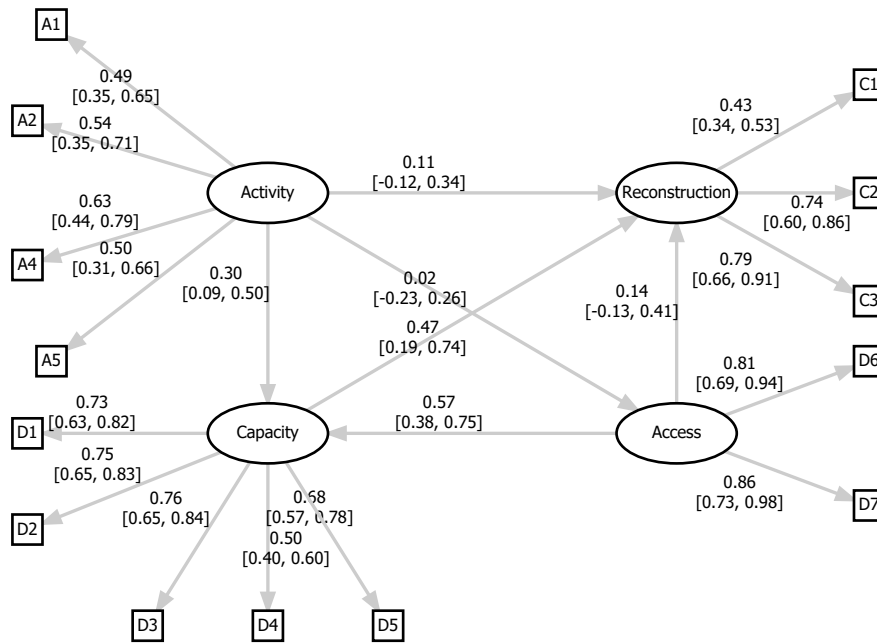 A1
0.49
[0.35, 0.65]
A2
0.54
[0.35, 0.71]
0.63
[0.44, 0.79]
A4
0.50
[0.31, 0.66]
A5
Activity
0.11
[-0.12, 0.34]
Reconstruction
0.43
[0.34, 0.53]
C1
C2
0.74
[0.60, 0.86]
0.79
[0.66, 0.91]
C3
0.30
[0.09, 0.50]
0.02
[-0.23, 0.26]
0.47
[0.19, 0.74]
0.14
[-0.13, 0.41]
0.81
[0.69, 0.94]
D6
0.73
[0.63, 0.82]
D1
Capacity
0.57
[0.38, 0.75]
Access
0.75
[0.65, 0.83]
D2
0.76
[0.65, 0.84]
0.68
[0.57, 0.78]
0.50
[0.40, 0.60]
0.86
[0.73, 0.98]
D7
D3
D4
D5